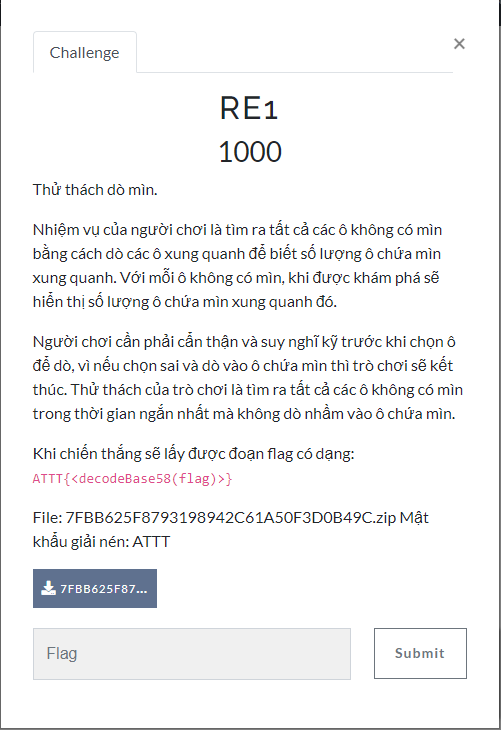 Challenge
×
RE1
1000
Thử thách dò mìn.
Nhiệm vụ của người chơi là tìm ra tất cả các ô không có mìn
bằng cách dò các ô xung quanh để biết số lượng ô chứa mìn
xung quanh. Với mỗi ô không có mìn, khi được khám phá sẽ
hiển thị số lượng ô chứa mìn xung quanh đó.
Người chơi cần phải cẩn thận và suy nghĩ kỹ trước khi chọn ô
để dò, vì nếu chọn sai và dò vào ô chứa mìn thì trò chơi sẽ kết
thúc. Thử thách của trò chơi là tìm ra tất cả các ô không có mìn
trong thời gian ngắn nhất mà không dò nhầm vào ô chứa mìn.
Khi chiến thắng sẽ lấy được đoạn flag có dạng:
ATTT{<decodeBase58(flag)>}
File: 7FBB625F8793198942C61A50F3D0B49C.zip Mật
khẩu giải nén: ATTT
7FBB625F87...
Flag
Submit